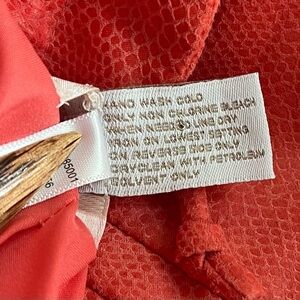 HAND WASH COLD
ONLY NON CHLORINE BLEACH
WHEN NEEDED LINE DRY
IRON ON LOWEST SETTING
ON REVERSE SIDE ONLY
DRYCLEAN WITH PETROLEUM
SOLVENT ONLY